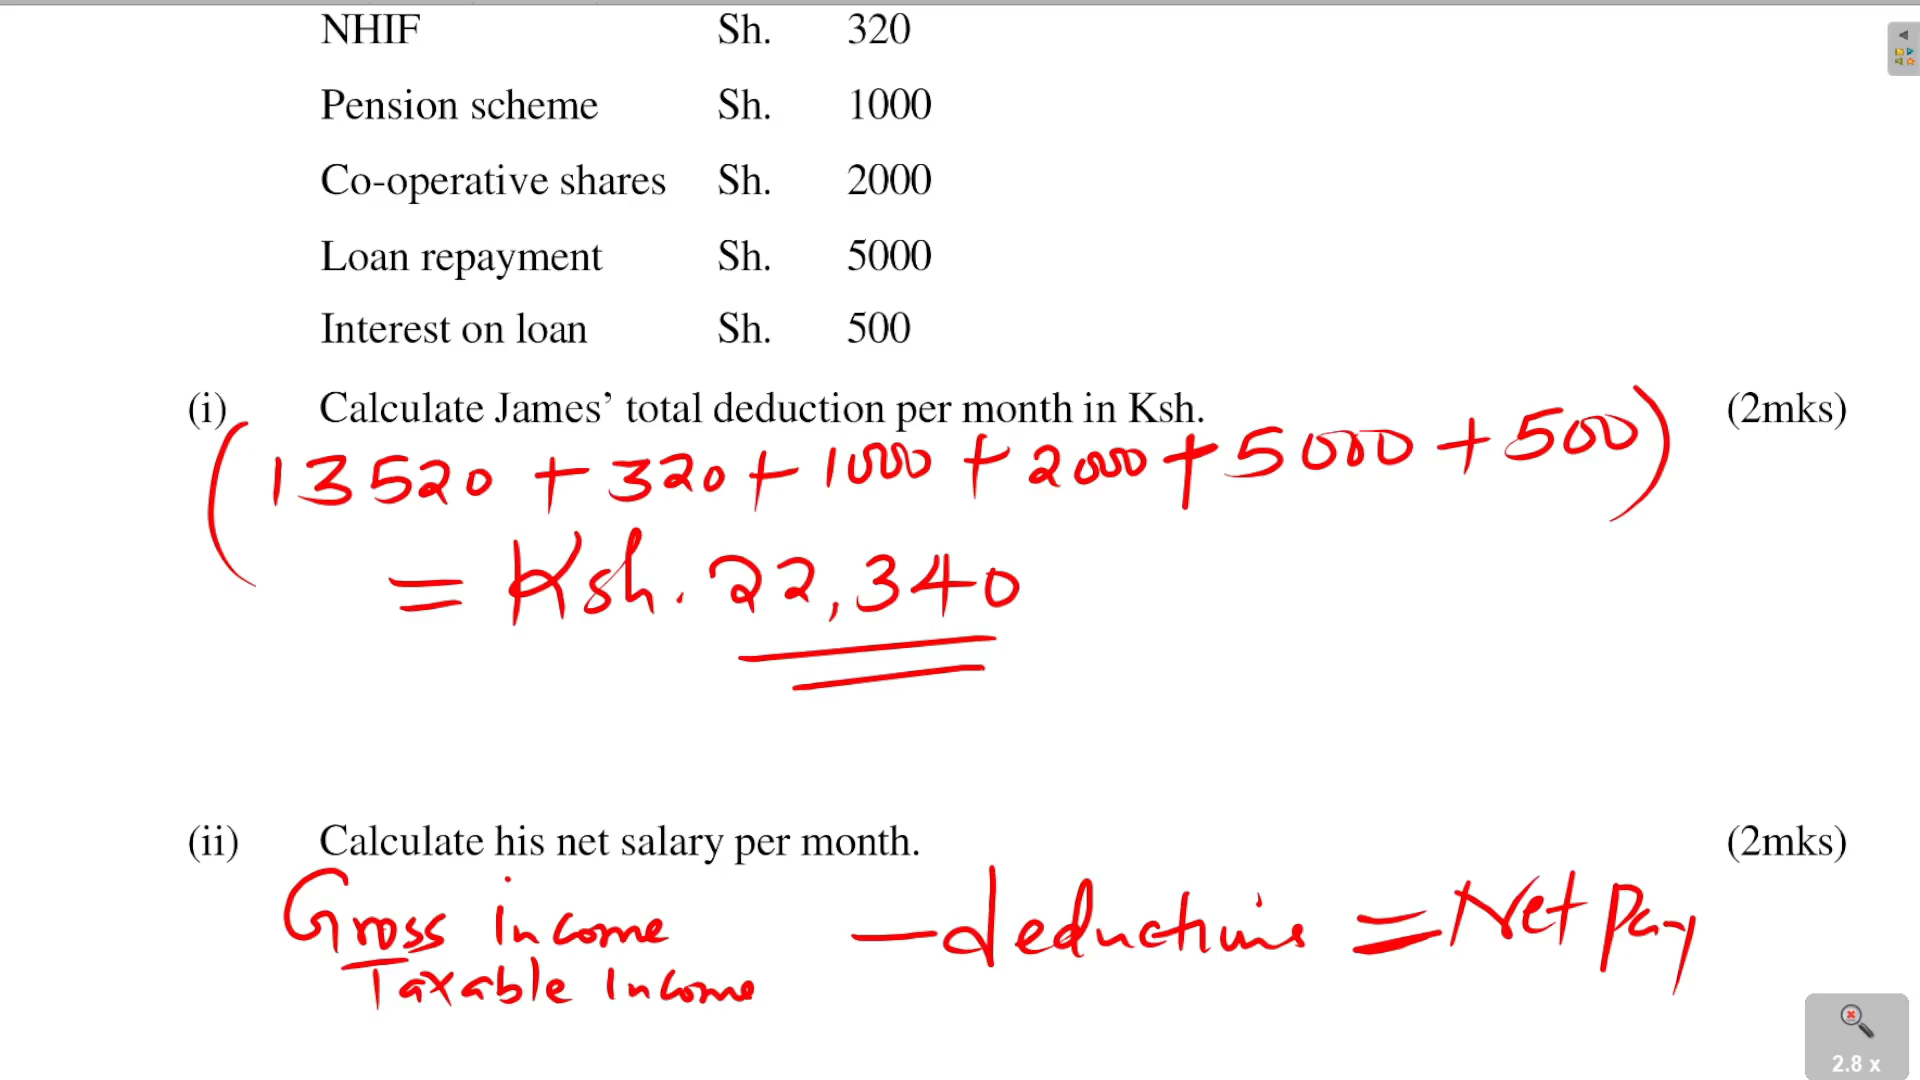 NHIF Sh. 320
Pension scheme Sh. 1000
Co-operative shares Sh. 2000
Loan repayment Sh. 5000
Interest on loan Sh. 500
(i) Calculate James’ total deduction per month in Ksh. (2mks)
(13520 + 320 + 1000 + 2000 + 5000 + 500)
= Ksh. 22,340
(ii) Calculate his net salary per month. (2mks)
Gross income — deductions = Net Pay
Taxable Income
2.8 x